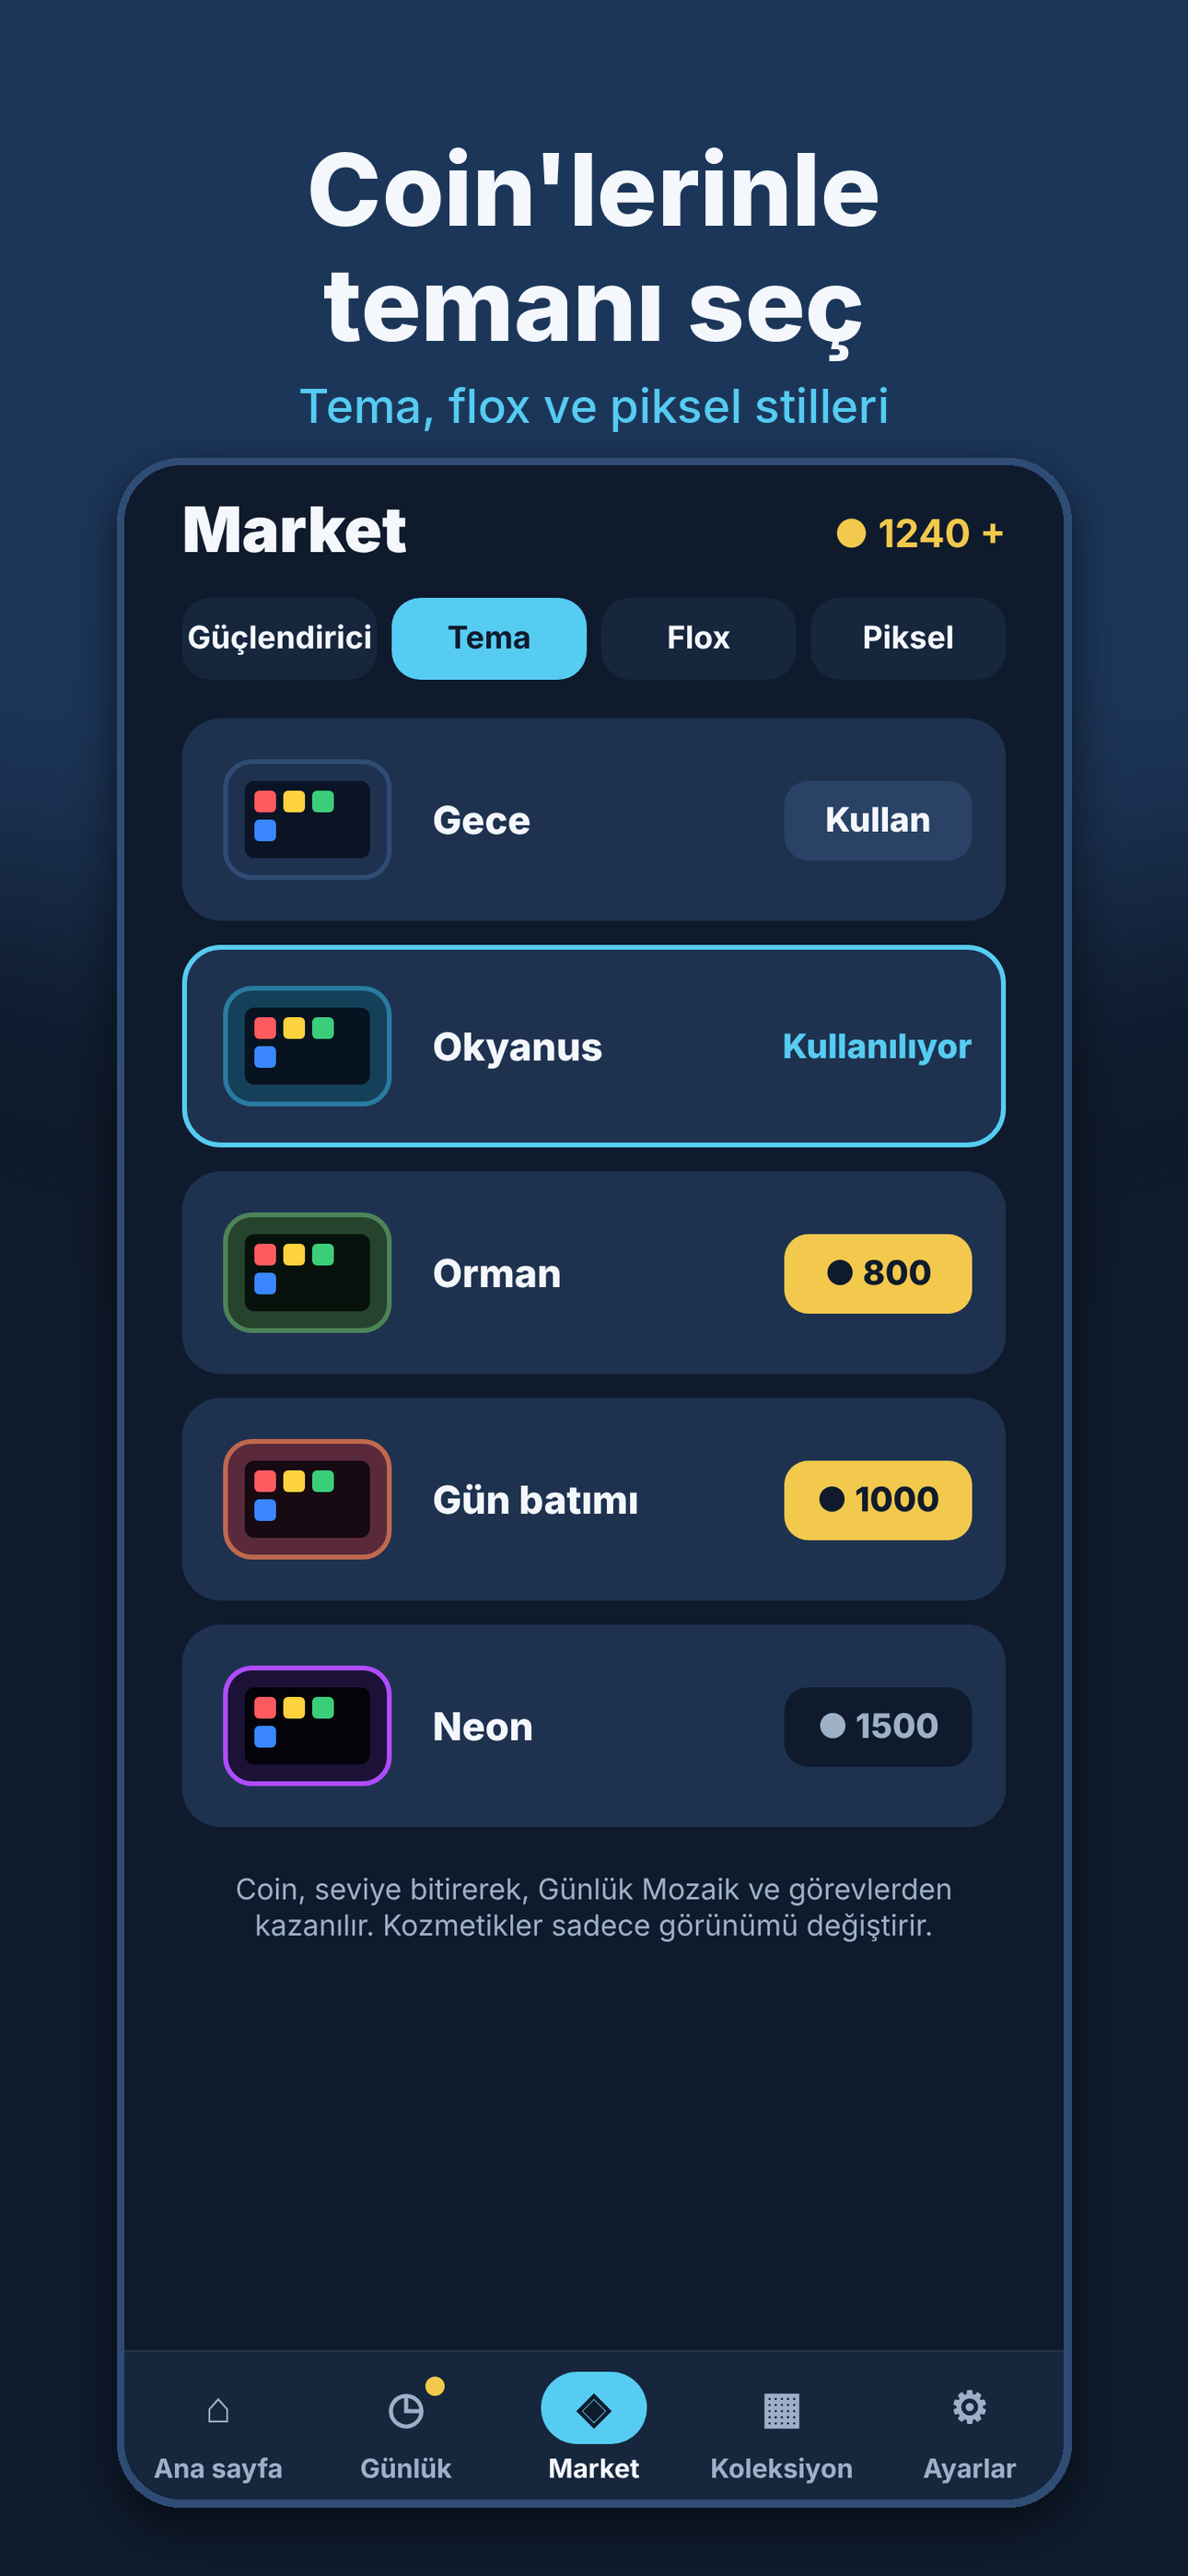 Coin'lerinle
temanı seç
Tema, flox ve piksel stilleri
Market
1240 +
Güçlendirici
Tema
Flox
Piksel
Gece
Kullan
Okyanus
Kullanılıyor
Orman
800
Gün batımı
1000
Neon
1500
Coin, seviye bitirerek, Günlük Mozaik ve görevlerden
kazanılır. Kozmetikler sadece görünümü değiştirir.
Ana sayfa
Günlük
Market
Koleksiyon
Ayarlar